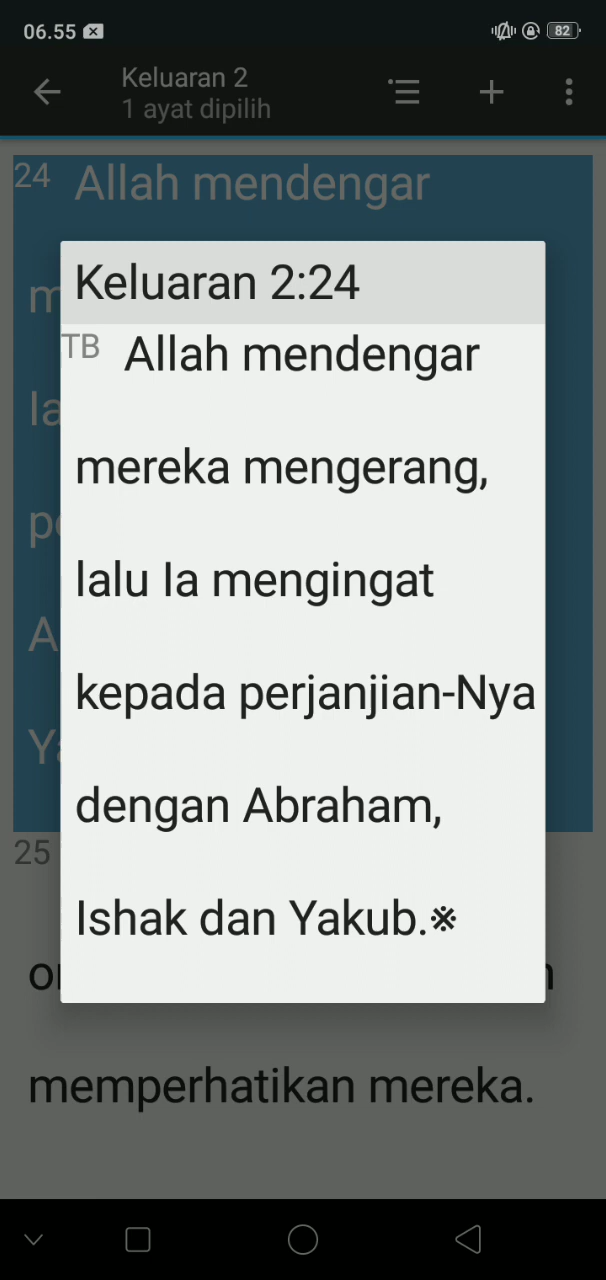 06.55
82
Keluaran 2
1 ayat dipilih
24 Allah mendengar
Keluaran 2:24
TB Allah mendengar
mereka mengerang,
lalu Ia mengingat
kepada perjanjian-Nya
dengan Abraham,
Ishak dan Yakub.※
25
memperhatikan mereka.